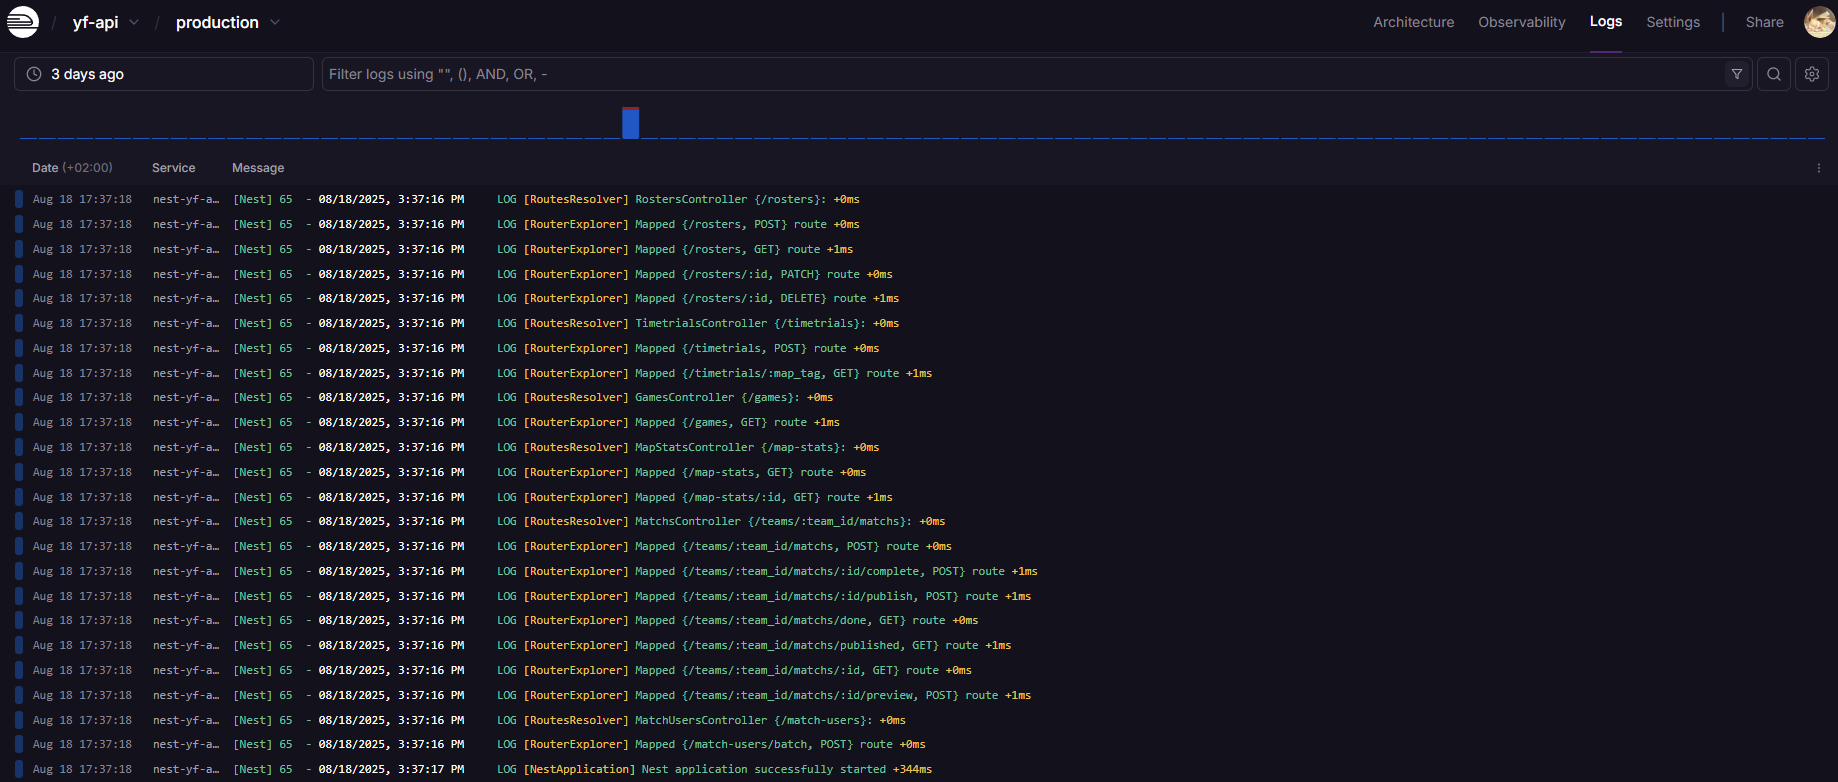 / yf-api / production Architecture Observability Logs Settings | Share
3 days ago Filter logs using "", (), AND, OR, -
Date (+02:00) Service Message
Aug 18 17:37:18 nest-yf-a… [Nest] 65 - 08/18/2025, 3:37:16 PM LOG [RoutesResolver] RostersController {/rosters}: +0ms
Aug 18 17:37:18 nest-yf-a… [Nest] 65 - 08/18/2025, 3:37:16 PM LOG [RouterExplorer] Mapped {/rosters, POST} route +0ms
Aug 18 17:37:18 nest-yf-a… [Nest] 65 - 08/18/2025, 3:37:16 PM LOG [RouterExplorer] Mapped {/rosters, GET} route +1ms
Aug 18 17:37:18 nest-yf-a… [Nest] 65 - 08/18/2025, 3:37:16 PM LOG [RouterExplorer] Mapped {/rosters/:id, PATCH} route +0ms
Aug 18 17:37:18 nest-yf-a… [Nest] 65 - 08/18/2025, 3:37:16 PM LOG [RouterExplorer] Mapped {/rosters/:id, DELETE} route +1ms
Aug 18 17:37:18 nest-yf-a… [Nest] 65 - 08/18/2025, 3:37:16 PM LOG [RoutesResolver] TimetrialsController {/timetrials}: +0ms
Aug 18 17:37:18 nest-yf-a… [Nest] 65 - 08/18/2025, 3:37:16 PM LOG [RouterExplorer] Mapped {/timetrials, POST} route +0ms
Aug 18 17:37:18 nest-yf-a… [Nest] 65 - 08/18/2025, 3:37:16 PM LOG [RouterExplorer] Mapped {/timetrials/:map_tag, GET} route +1ms
Aug 18 17:37:18 nest-yf-a… [Nest] 65 - 08/18/2025, 3:37:16 PM LOG [RoutesResolver] GamesController {/games}: +0ms
Aug 18 17:37:18 nest-yf-a… [Nest] 65 - 08/18/2025, 3:37:16 PM LOG [RouterExplorer] Mapped {/games, GET} route +1ms
Aug 18 17:37:18 nest-yf-a… [Nest] 65 - 08/18/2025, 3:37:16 PM LOG [RoutesResolver] MapStatsController {/map-stats}: +0ms
Aug 18 17:37:18 nest-yf-a… [Nest] 65 - 08/18/2025, 3:37:16 PM LOG [RouterExplorer] Mapped {/map-stats, GET} route +0ms
Aug 18 17:37:18 nest-yf-a… [Nest] 65 - 08/18/2025, 3:37:16 PM LOG [RouterExplorer] Mapped {/map-stats/:id, GET} route +1ms
Aug 18 17:37:18 nest-yf-a… [Nest] 65 - 08/18/2025, 3:37:16 PM LOG [RoutesResolver] MatchsController {/teams/:team_id/matchs}: +0ms
Aug 18 17:37:18 nest-yf-a… [Nest] 65 - 08/18/2025, 3:37:16 PM LOG [RouterExplorer] Mapped {/teams/:team_id/matchs, POST} route +0ms
Aug 18 17:37:18 nest-yf-a… [Nest] 65 - 08/18/2025, 3:37:16 PM LOG [RouterExplorer] Mapped {/teams/:team_id/matchs/:id/complete, POST} route +1ms
Aug 18 17:37:18 nest-yf-a… [Nest] 65 - 08/18/2025, 3:37:16 PM LOG [RouterExplorer] Mapped {/teams/:team_id/matchs/:id/publish, POST} route +1ms
Aug 18 17:37:18 nest-yf-a… [Nest] 65 - 08/18/2025, 3:37:16 PM LOG [RouterExplorer] Mapped {/teams/:team_id/matchs/done, GET} route +0ms
Aug 18 17:37:18 nest-yf-a… [Nest] 65 - 08/18/2025, 3:37:16 PM LOG [RouterExplorer] Mapped {/teams/:team_id/matchs/published, GET} route +1ms
Aug 18 17:37:18 nest-yf-a… [Nest] 65 - 08/18/2025, 3:37:16 PM LOG [RouterExplorer] Mapped {/teams/:team_id/matchs/:id, GET} route +0ms
Aug 18 17:37:18 nest-yf-a… [Nest] 65 - 08/18/2025, 3:37:16 PM LOG [RouterExplorer] Mapped {/teams/:team_id/matchs/:id/preview, POST} route +1ms
Aug 18 17:37:18 nest-yf-a… [Nest] 65 - 08/18/2025, 3:37:16 PM LOG [RoutesResolver] MatchUsersController {/match-users}: +0ms
Aug 18 17:37:18 nest-yf-a… [Nest] 65 - 08/18/2025, 3:37:16 PM LOG [RouterExplorer] Mapped {/match-users/batch, POST} route +0ms
Aug 18 17:37:18 nest-yf-a… [Nest] 65 - 08/18/2025, 3:37:17 PM LOG [NestApplication] Nest application successfully started +344ms